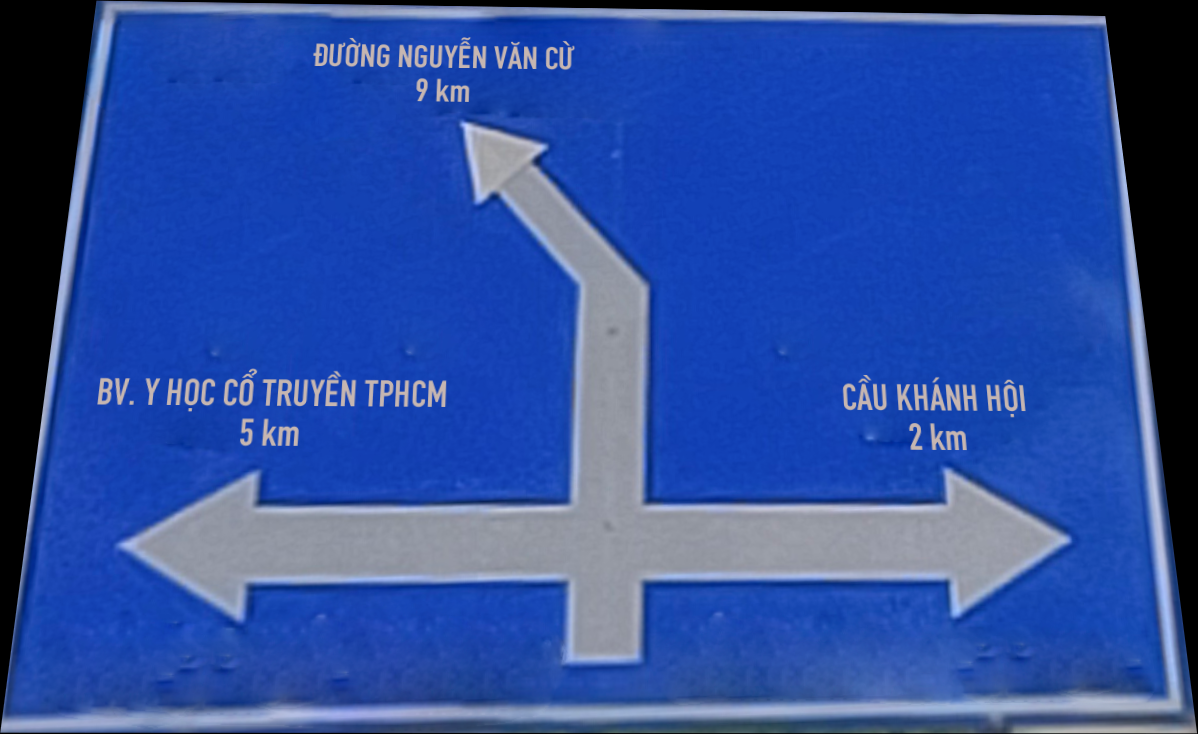 ĐƯỜNG NGUYỄN VĂN CỪ
9 km
BV. Y HỌC CỔ TRUYỀN TPHCM
5 km
CẦU KHÁNH HỘI
2 km